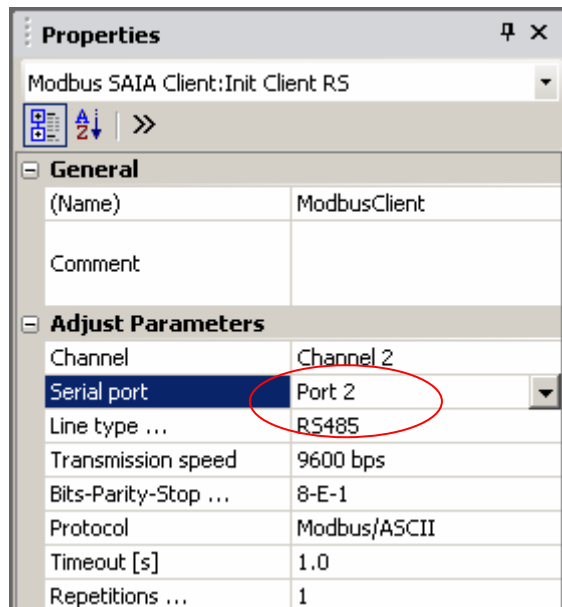 Properties
Modbus SAIA Client:Init Client RS
General
(Name) ModbusClient
Comment
Adjust Parameters
Channel Channel 2
Serial port Port 2
Line type ... RS485
Transmission speed 9600 bps
Bits-Parity-Stop ... 8-E-1
Protocol Modbus/ASCII
Timeout [s] 1.0
Repetitions ... 1